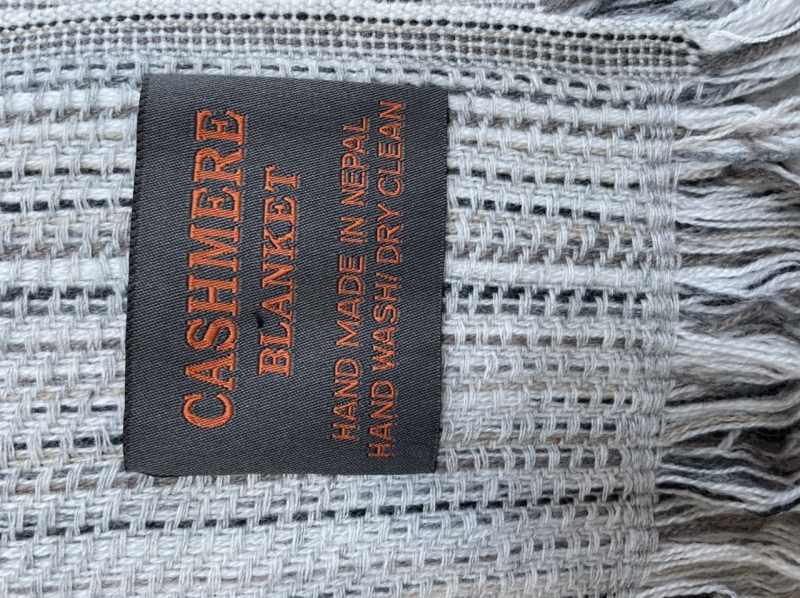 CASHMERE
BLANKET
HAND MADE IN NEPAL
HAND WASH/ DRY CLEAN